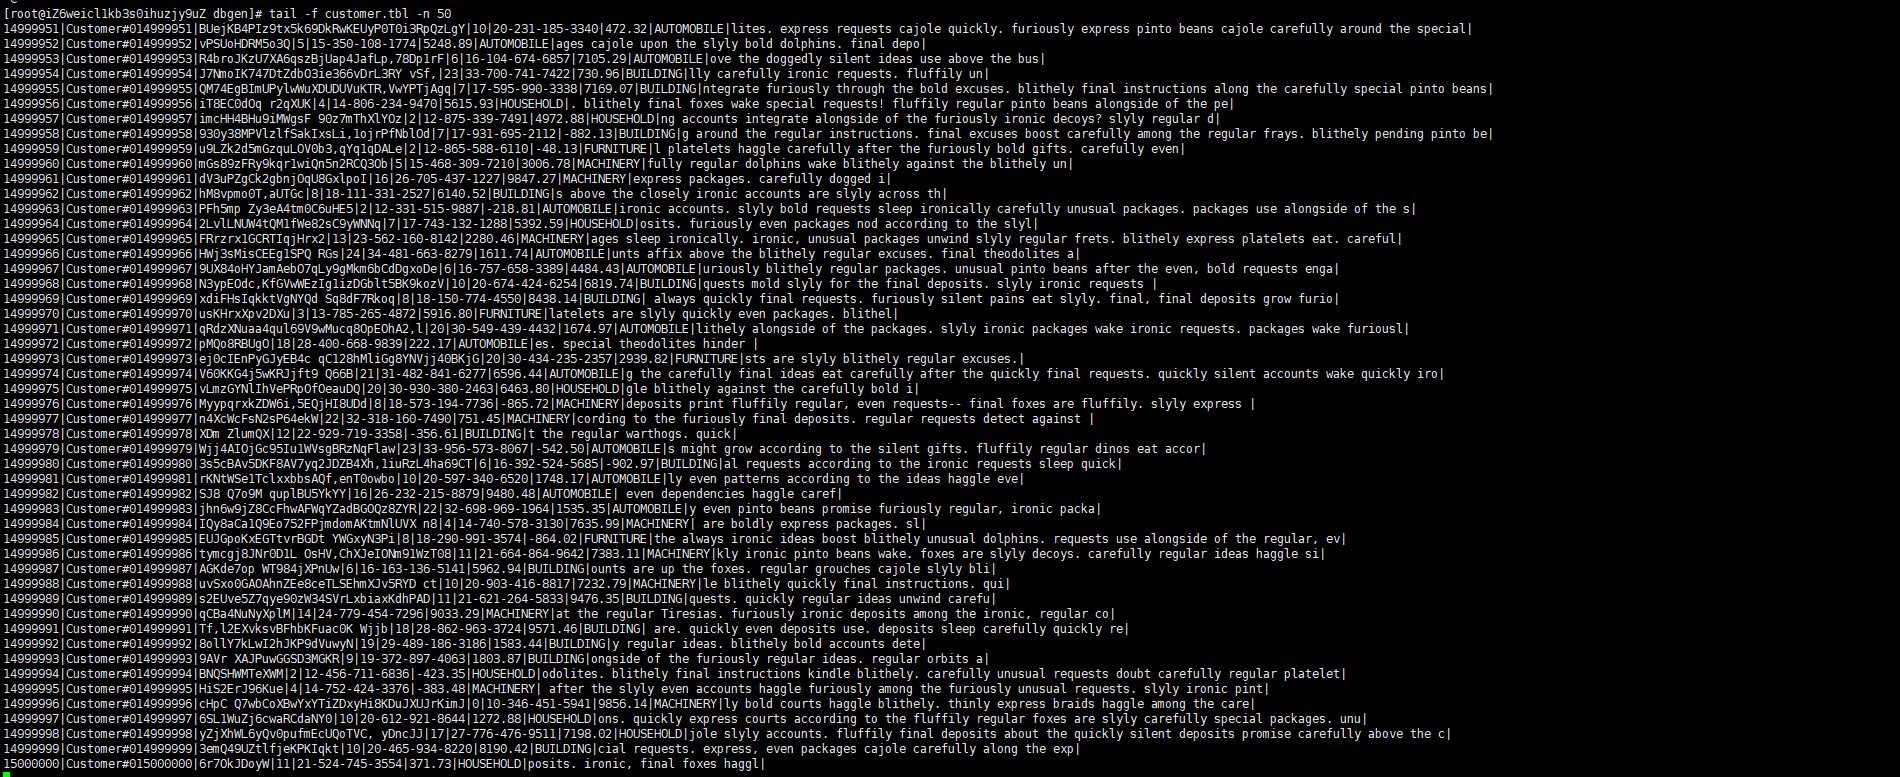 [root@iZ6weicl1kb3s0ihuzjy9uZ dbgen]# tail -f customer.tbl -n 50
14999951|Customer#014999951|BUejKB4PIz9tx5k69DkRwKEUyP0T0i3RpQzLgY|10|20-231-185-3340|472.32|AUTOMOBILE|lites. express requests cajole quickly. furiously express pinto beans cajole carefully around the special|
14999952|Customer#014999952|vPSUoHDRM5o3Q|5|15-350-108-1774|5248.89|AUTOMOBILE|ages cajole upon the slyly bold dolphins. final depo|
14999953|Customer#014999953|R4broJKzU7XA6qszBjUap4JafLp,78Dp1rF|6|16-104-674-6857|7105.29|AUTOMOBILE|ove the doggedly silent ideas use above the bus|
14999954|Customer#014999954|J7NmoIK747DtZdbO3ie366vDrL3RY vSf,|23|33-700-741-7422|730.96|BUILDING|lly carefully ironic requests. fluffily un|
14999955|Customer#014999955|QM74EgBImUPylwWuXDUDUVuKTR,VwYPTjAgq|7|17-595-990-3338|7169.07|BUILDING|ntegrate furiously through the bold excuses. blithely final instructions along the carefully special pinto beans|
14999956|Customer#014999956|iT8EC0dOq r2qXUK|4|14-806-234-9470|5615.93|HOUSEHOLD|. blithely final foxes wake special requests! fluffily regular pinto beans alongside of the pe|
14999957|Customer#014999957|imcHH4BHu9iMWgsF 90z7mThXlYOz|2|12-875-339-7491|4972.88|HOUSEHOLD|ng accounts integrate alongside of the furiously ironic decoys? slyly regular d|
14999958|Customer#014999958|930y38MPVlzlfSakIxsLi,1ojrPfNblOd|7|17-931-695-2112|-882.13|BUILDING|g around the regular instructions. final excuses boost carefully among the regular frays. blithely pending pinto be|
14999959|Customer#014999959|u9LZk2d5mGzquLOV0b3,qYq1qDALe|2|12-865-588-6110|-48.13|FURNITURE|l platelets haggle carefully after the furiously bold gifts. carefully even|
14999960|Customer#014999960|mGs89zFRy9kqr1wiQn5n2RCQ3Ob|5|15-468-309-7210|3006.78|MACHINERY|fully regular dolphins wake blithely against the blithely un|
14999961|Customer#014999961|dV3uPZgCk2gbnjOqU8GxlpoI|16|26-705-437-1227|9847.27|MACHINERY|express packages. carefully dogged i|
14999962|Customer#014999962|hM8vpmo0T,aUTGc|8|18-111-331-2527|6140.52|BUILDING|s above the closely ironic accounts are slyly across th|
14999963|Customer#014999963|PFh5mp Zy3eA4tm0C6uHE5|2|12-331-515-9887|-218.81|AUTOMOBILE|ironic accounts. slyly bold requests sleep ironically carefully unusual packages. packages use alongside of the s|
14999964|Customer#014999964|2LvlLNUW4tQM1fWe82sC9yWNNq|7|17-743-132-1288|5392.59|HOUSEHOLD|osits. furiously even packages nod according to the slyl|
14999965|Customer#014999965|FRrzrx1GCRTIqjHrx2|13|23-562-160-8142|2280.46|MACHINERY|ages sleep ironically. ironic, unusual packages unwind slyly regular frets. blithely express platelets eat. careful|
14999966|Customer#014999966|HWj3sMisCEEg1SPQ RGs|24|34-481-663-8279|1611.74|AUTOMOBILE|unts affix above the blithely regular excuses. final theodolites a|
14999967|Customer#014999967|9UX84oHYJamAebO7qLy9gMkm6bCdDgxoDe|6|16-757-658-3389|4484.43|AUTOMOBILE|uriously blithely regular packages. unusual pinto beans after the even, bold requests enga|
14999968|Customer#014999968|N3ypEOdc,KfGVwWEzIg1izDGblt5BK9kozV|10|20-674-424-6254|6819.74|BUILDING|quests mold slyly for the final deposits. slyly ironic requests |
14999969|Customer#014999969|xdiFHsIqkktVgNYQd Sq8dF7Rkoq|8|18-150-774-4550|8438.14|BUILDING| always quickly final requests. furiously silent pains eat slyly. final, final deposits grow furio|
14999970|Customer#014999970|usKHrxXpv2DXu|3|13-785-265-4872|5916.80|FURNITURE|latelets are slyly quickly even packages. blithel|
14999971|Customer#014999971|qRdzXNuaa4qul69V9wMucq8OpEOhA2,l|20|30-549-439-4432|1674.97|AUTOMOBILE|lithely alongside of the packages. slyly ironic packages wake ironic requests. packages wake furiousl|
14999972|Customer#014999972|pMQo8RBUgO|18|28-400-668-9839|222.17|AUTOMOBILE|es. special theodolites hinder |
14999973|Customer#014999973|ej0cIEnPyGJyEB4c qC128hMliGg8YNVjj40BKjG|20|30-434-235-2357|2939.82|FURNITURE|sts are slyly blithely regular excuses.|
14999974|Customer#014999974|V60KKG4j5wKRJjft9 Q66B|21|31-482-841-6277|6596.44|AUTOMOBILE|g the carefully final ideas eat carefully after the quickly final requests. quickly silent accounts wake quickly iro|
14999975|Customer#014999975|vLmzGYNlIhVePRpOfOeauDQ|20|30-930-380-2463|6463.80|HOUSEHOLD|gle blithely against the carefully bold i|
14999976|Customer#014999976|MyypqrxkZDW6i,5EQjHI8UDd|8|18-573-194-7736|-865.72|MACHINERY|deposits print fluffily regular, even requests-- final foxes are fluffily. slyly express |
14999977|Customer#014999977|n4XcWcFsN2sP64ekW|22|32-318-160-7490|751.45|MACHINERY|cording to the furiously final deposits. regular requests detect against |
14999978|Customer#014999978|XDm ZlumQX|12|22-929-719-3358|-356.61|BUILDING|t the regular warthogs. quick|
14999979|Customer#014999979|Wjj4AIOjGc95Iu1WVsgBRzNqFlaw|23|33-956-573-8067|-542.50|AUTOMOBILE|s might grow according to the silent gifts. fluffily regular dinos eat accor|
14999980|Customer#014999980|3s5cBAv5DKF8AV7yq2JDZB4Xh,1iuRzL4ha69CT|6|16-392-524-5685|-902.97|BUILDING|al requests according to the ironic requests sleep quick|
14999981|Customer#014999981|rKNtWSe1TclxxbbsAQf,enT0owbo|10|20-597-340-6520|1748.17|AUTOMOBILE|ly even patterns according to the ideas haggle eve|
14999982|Customer#014999982|SJ8 Q7o9M quplBU5YkYY|16|26-232-215-8879|9480.48|AUTOMOBILE| even dependencies haggle caref|
14999983|Customer#014999983|jhn6w9jZ8CcFhwAFWqYZadBGOQz8ZYR|22|32-698-969-1964|1535.35|AUTOMOBILE|y even pinto beans promise furiously regular, ironic packa|
14999984|Customer#014999984|IQy8aCa1Q9Eo752FPjmdomAKtmNlUVX n8|4|14-740-578-3130|7635.99|MACHINERY| are boldly express packages. sl|
14999985|Customer#014999985|EUJGpoKxEGTtvrBGDt YWGxyN3Pi|8|18-290-991-3574|-864.02|FURNITURE|the always ironic ideas boost blithely unusual dolphins. requests use alongside of the regular, ev|
14999986|Customer#014999986|tymcgj8JNr0D1L OsHV,ChXJeIONm91WzT08|11|21-664-864-9642|7383.11|MACHINERY|kly ironic pinto beans wake. foxes are slyly decoys. carefully regular ideas haggle si|
14999987|Customer#014999987|AGKde7op WT984jXPnUw|6|16-163-136-5141|5962.94|BUILDING|ounts are up the foxes. regular grouches cajole slyly bli|
14999988|Customer#014999988|uvSxo0GAOAhnZEe8ceTLSEhmXJv5RYD ct|10|20-903-416-8817|7232.79|MACHINERY|le blithely quickly final instructions. qui|
14999989|Customer#014999989|s2EUve5Z7qye90zW34SVrLxbiaxKdhPAD|11|21-621-264-5833|9476.35|BUILDING|quests. quickly regular ideas unwind carefu|
14999990|Customer#014999990|qCBa4NuNyXplM|14|24-779-454-7296|9033.29|MACHINERY|at the regular Tiresias. furiously ironic deposits among the ironic, regular co|
14999991|Customer#014999991|Tf,l2EXvksvBFhbKFuac0K Wjjb|18|28-862-963-3724|9571.46|BUILDING| are. quickly even deposits use. deposits sleep carefully quickly re|
14999992|Customer#014999992|8ollY7kLwI2hJKP9dVuwyN|19|29-489-186-3186|1583.44|BUILDING|y regular ideas. blithely bold accounts dete|
14999993|Customer#014999993|9AVr XAJPuwGGSD3MGKR|9|19-372-897-4063|1803.87|BUILDING|ongside of the furiously regular ideas. regular orbits a|
14999994|Customer#014999994|BNQSHWMTeXWM|2|12-456-711-6836|-423.35|HOUSEHOLD|odolites. blithely final instructions kindle blithely. carefully unusual requests doubt carefully regular platelet|
14999995|Customer#014999995|HiS2ErJ96Kue|4|14-752-424-3376|-383.48|MACHINERY| after the slyly even accounts haggle furiously among the furiously unusual requests. slyly ironic pint|
14999996|Customer#014999996|cHpC Q7wbCoXBwYxYTiZDxyHi8KDuJXUJrKimJ|0|10-346-451-5941|9856.14|MACHINERY|ly bold courts haggle blithely. thinly express braids haggle among the care|
14999997|Customer#014999997|6SL1WuZj6cwaRCdaNY0|10|20-612-921-8644|1272.88|HOUSEHOLD|ons. quickly express courts according to the fluffily regular foxes are slyly carefully special packages. unu|
14999998|Customer#014999998|yZjXhWL6yQv0pufmEcUQoTVC, yDncJJ|17|27-776-476-9511|7198.02|HOUSEHOLD|jole slyly accounts. fluffily final deposits about the quickly silent deposits promise carefully above the c|
14999999|Customer#014999999|3emQ49UZtlfjeKPKIqkt|10|20-465-934-8220|8190.42|BUILDING|cial requests. express, even packages cajole carefully along the exp|
15000000|Customer#015000000|6r7OkJDoyW|11|21-524-745-3554|371.73|HOUSEHOLD|posits. ironic, final foxes haggl|